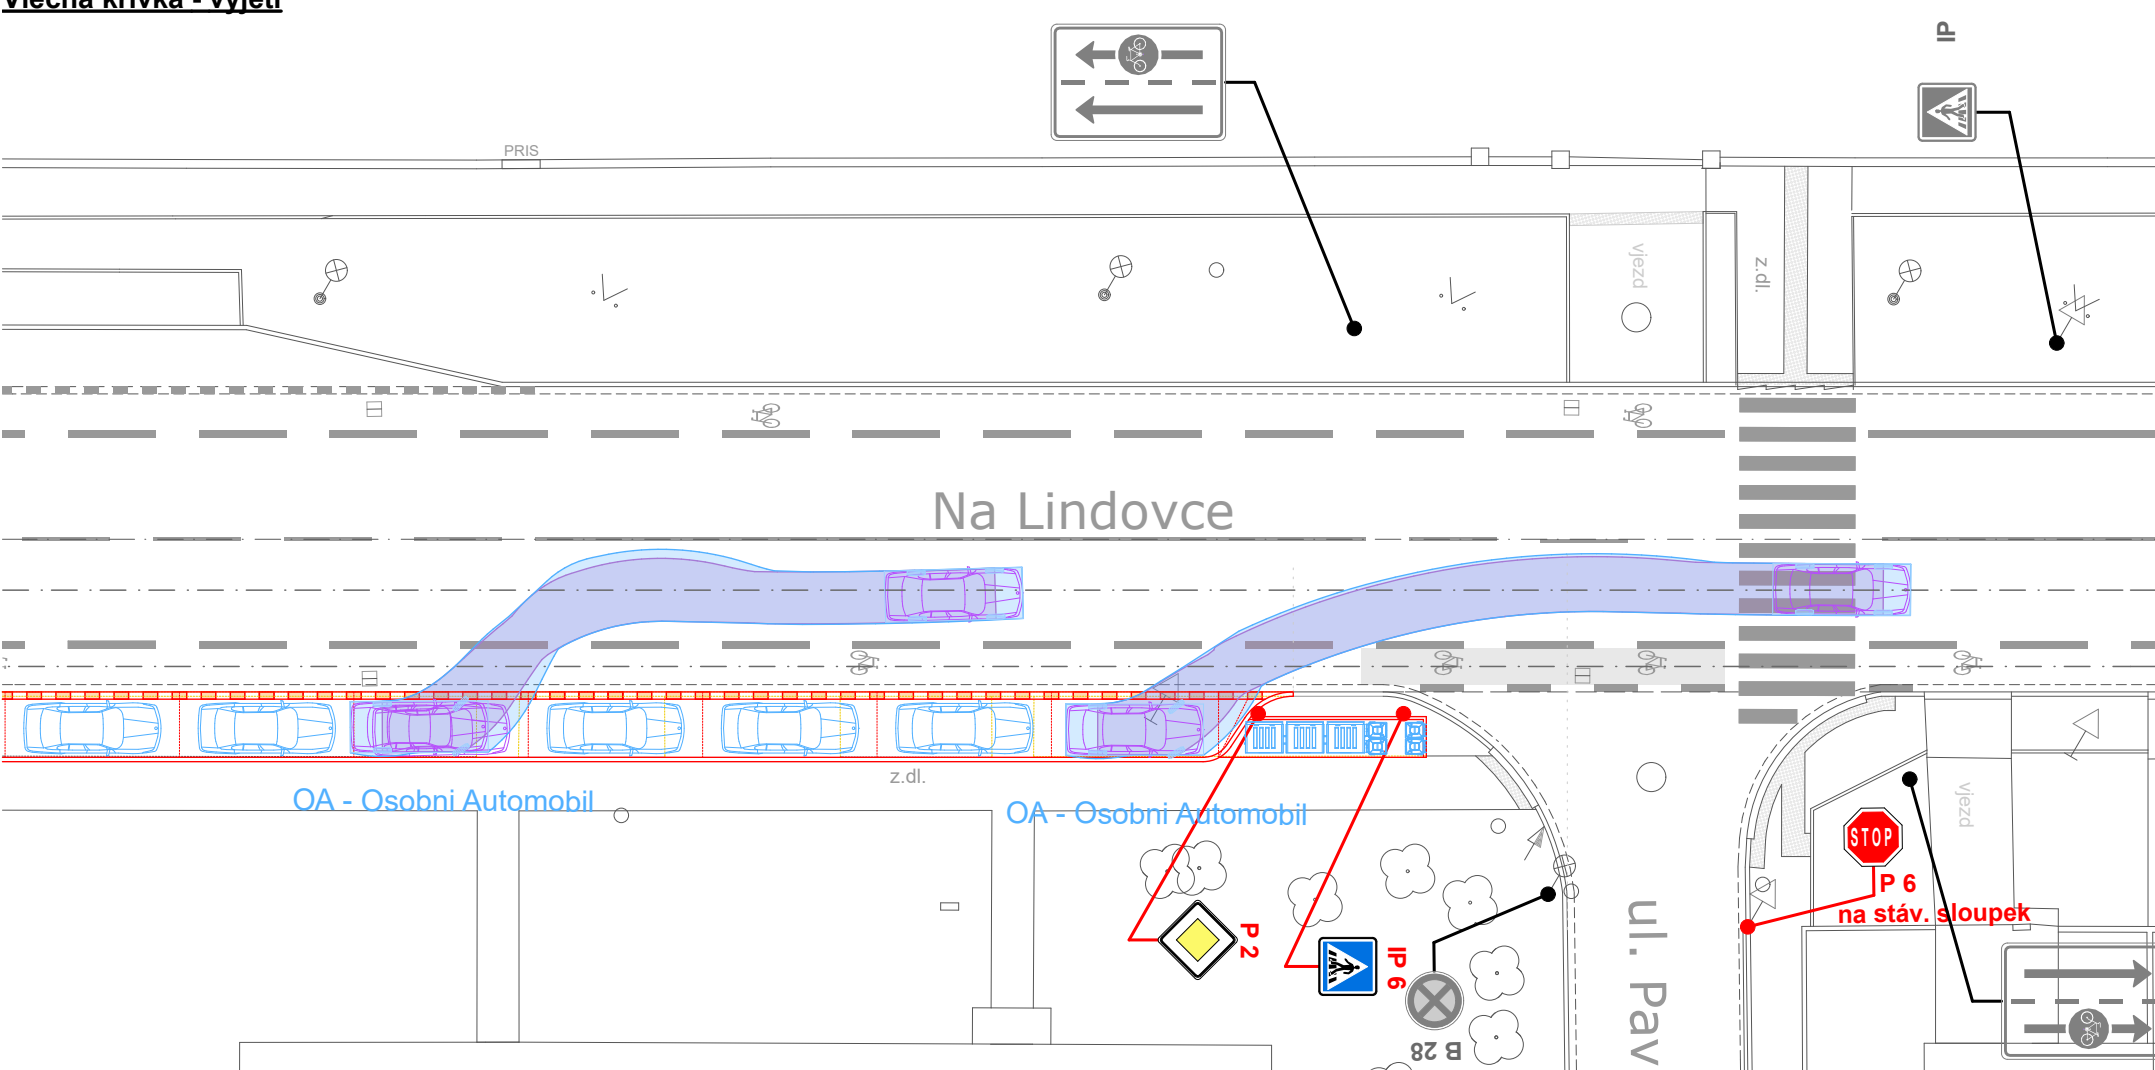 Vlečná křivka - vyjetí
IP
PRIS
vjezd
z.dl.
Na Lindovce
z.dl.
OA - Osobni Automobil
OA - Osobni Automobil
vjezd
STOP
P 6
na stáv. sloupek
P 2
IP 6
B 28
ul. Pav